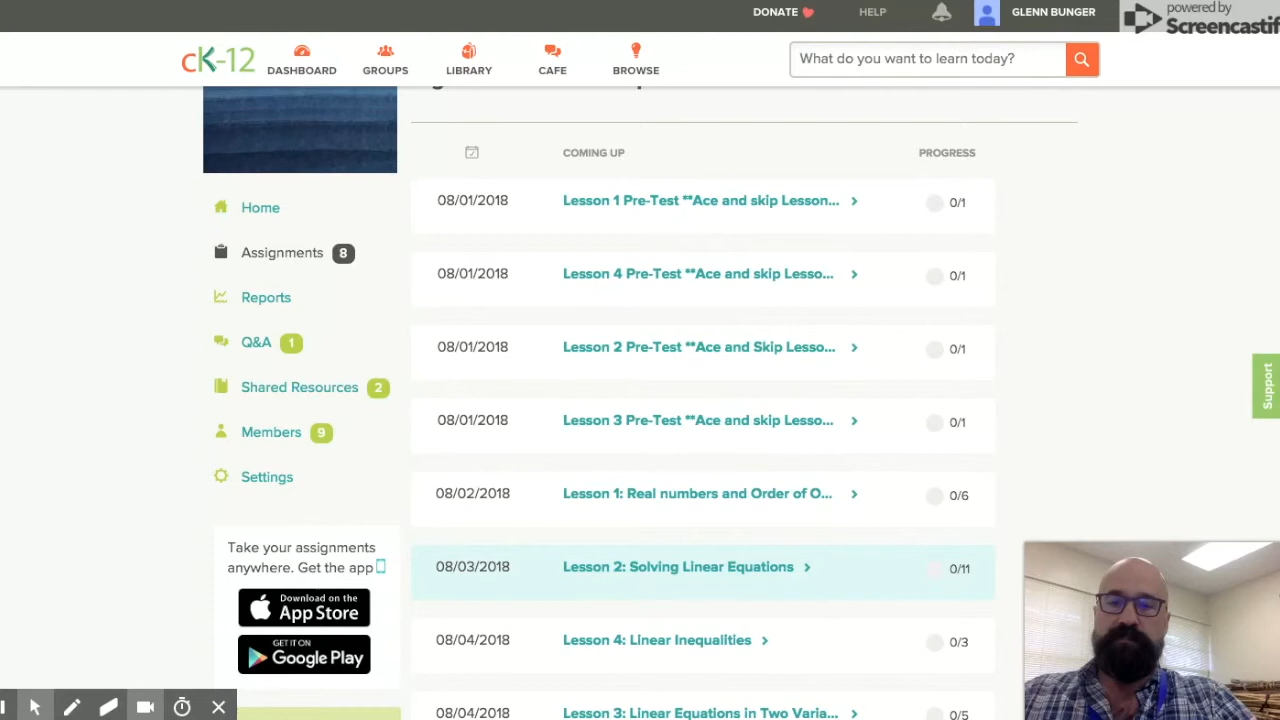 DONATE HELP GLENN BUNGER powered by
Screencastif
cK-12 DASHBOARD GROUPS LIBRARY CAFE BROWSE What do you want to learn today?
COMING UP PROGRESS
08/01/2018 Lesson 1 Pre-Test **Ace and skip Lesson... 0/1
Home
Assignments 8
08/01/2018 Lesson 4 Pre-Test **Ace and skip Lesso... 0/1
Reports
Q&A 1
08/01/2018 Lesson 2 Pre-Test **Ace and Skip Lesso... 0/1
Shared Resources 2
08/01/2018 Lesson 3 Pre-Test **Ace and skip Lesso... 0/1
Members 9
Settings
08/02/2018 Lesson 1: Real numbers and Order of O... 0/6
Take your assignments
anywhere. Get the app
08/03/2018 Lesson 2: Solving Linear Equations 0/11
Download on the
App Store
GET IT ON
Google Play
08/04/2018 Lesson 4: Linear Inequalities 0/3
08/04/2018 Lesson 3: Linear Equations in Two Varia... 0/5
Support